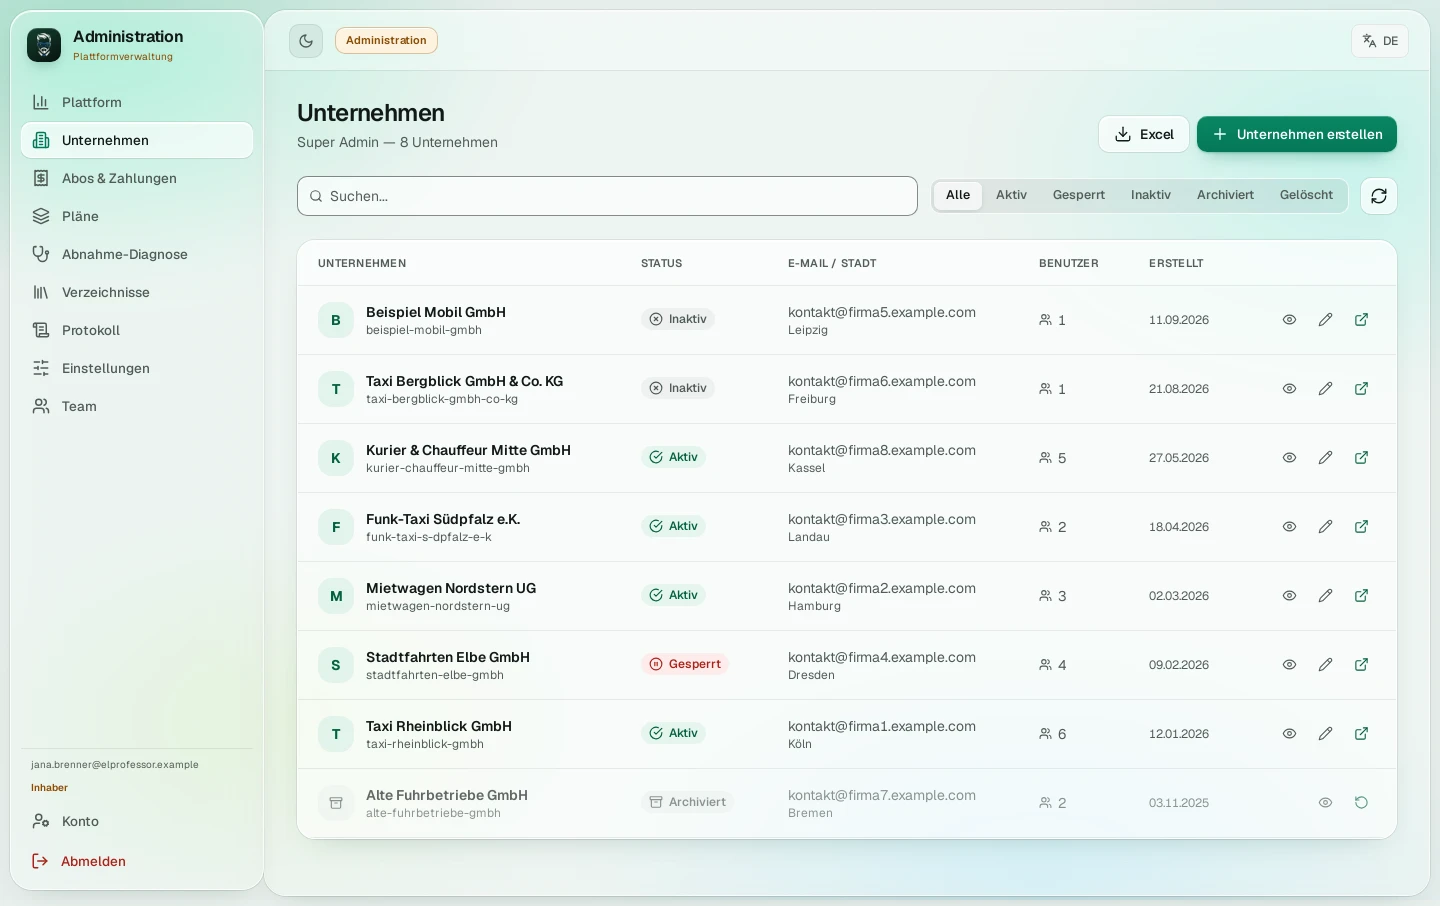 Administration
Plattformverwaltung
Plattform
Unternehmen
Abos & Zahlungen
Pläne
Abnahme-Diagnose
Verzeichnisse
Protokoll
Einstellungen
Team
jana.brenner@elprofessor.example
Inhaber
Konto
Abmelden
Administration
DE
Unternehmen
Super Admin — 8 Unternehmen
Excel
Unternehmen erstellen
Suchen...
Alle Aktiv Gesperrt Inaktiv Archiviert Gelöscht
UNTERNEHMEN STATUS E-MAIL / STADT BENUTZER ERSTELLT
B Beispiel Mobil GmbH Inaktiv kontakt@firma5.example.com 1 11.09.2026
beispiel-mobil-gmbh Leipzig
T Taxi Bergblick GmbH & Co. KG Inaktiv kontakt@firma6.example.com 1 21.08.2026
taxi-bergblick-gmbh-co-kg Freiburg
K Kurier & Chauffeur Mitte GmbH Aktiv kontakt@firma8.example.com 5 27.05.2026
kurier-chauffeur-mitte-gmbh Kassel
F Funk-Taxi Südpfalz e.K. Aktiv kontakt@firma3.example.com 2 18.04.2026
funk-taxi-s-dpfalz-e-k Landau
M Mietwagen Nordstern UG Aktiv kontakt@firma2.example.com 3 02.03.2026
mietwagen-nordstern-ug Hamburg
S Stadtfahrten Elbe GmbH Gesperrt kontakt@firma4.example.com 4 09.02.2026
stadtfahrten-elbe-gmbh Dresden
T Taxi Rheinblick GmbH Aktiv kontakt@firma1.example.com 6 12.01.2026
taxi-rheinblick-gmbh Köln
Alte Fuhrbetriebe GmbH Archiviert kontakt@firma7.example.com 2 03.11.2025
alte-fuhrbetriebe-gmbh Bremen